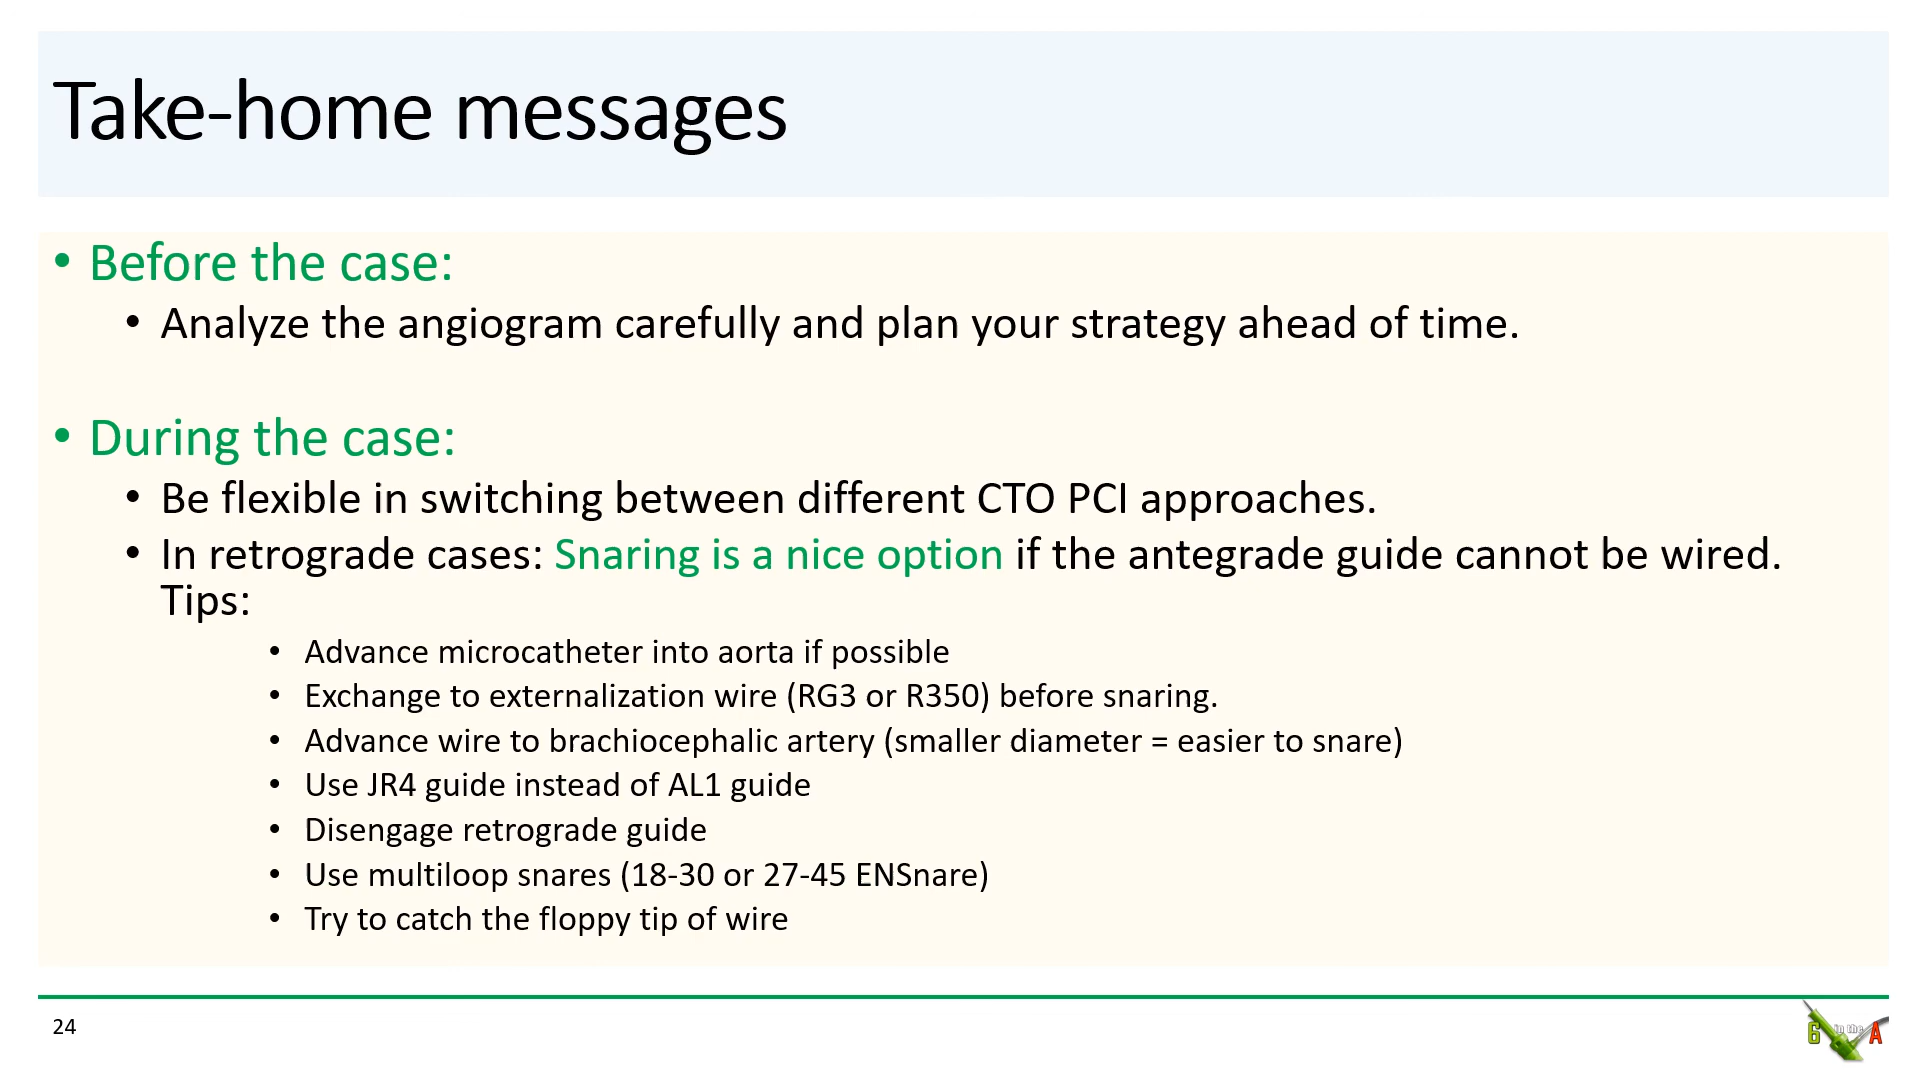 Take-home messages
• Before the case:
• Analyze the angiogram carefully and plan your strategy ahead of time.
• During the case:
• Be flexible in switching between different CTO PCI approaches.
• In retrograde cases: Snaring is a nice option if the antegrade guide cannot be wired.
Tips:
• Advance microcatheter into aorta if possible
• Exchange to externalization wire (RG3 or R350) before snaring.
• Advance wire to brachiocephalic artery (smaller diameter = easier to snare)
• Use JR4 guide instead of AL1 guide
• Disengage retrograde guide
• Use multiloop snares (18-30 or 27-45 ENSnare)
• Try to catch the floppy tip of wire
24
6 in the A